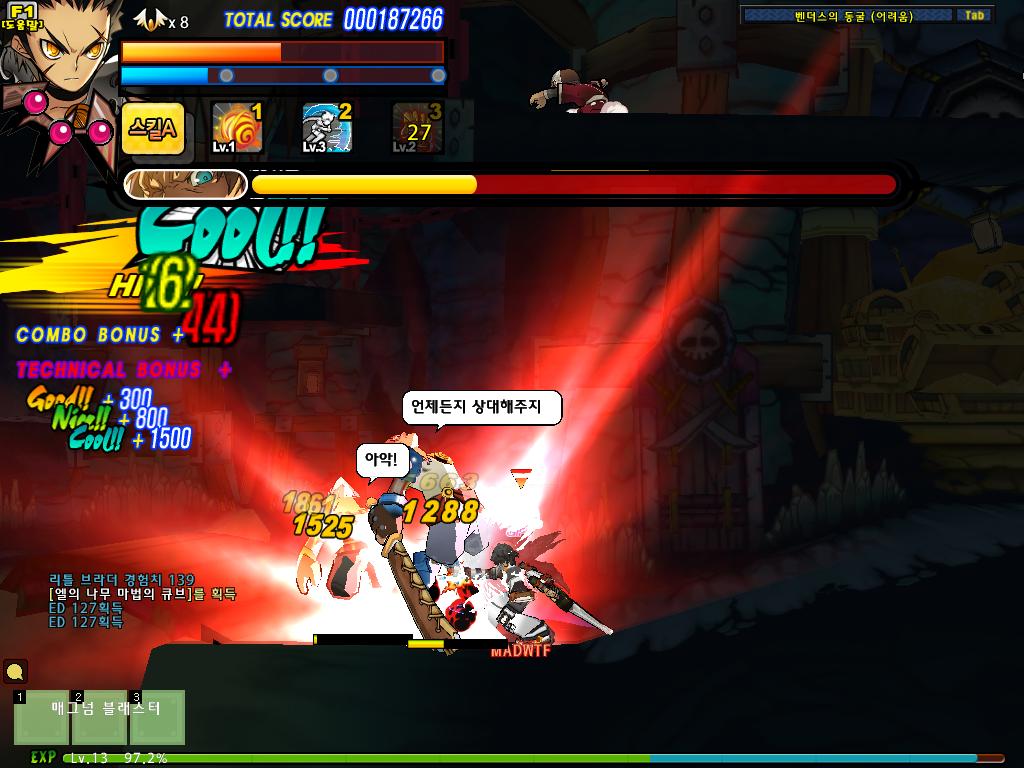 F1
[도움말]
x 8
TOTAL SCORE 000187266
벤더스의 동굴 (어려움)
Tab
스킬A
1
Lv.1
2
Lv.3
3
27
Lv.2
Cool!!
COMBO BONUS +
TECHNICAL BONUS +
Good!! + 300
Nice!! + 800
Cool!! + 1500
언제든지 상대해주지
아악!
663
1861
1525
1288
리틀 브라더 경험치 139
[엘의 나무 마법의 큐브]를 획득
ED 127획득
ED 127획득
MADWTF
1 2 3
매그넘 블래스터
EXP Lv.13 97.2%